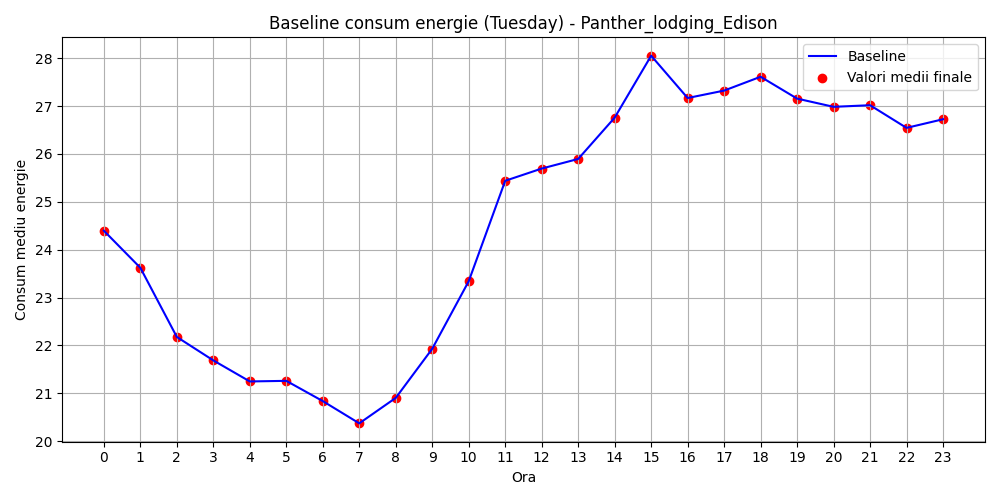 Baseline consum energie (Tuesday) - Panther_lodging_Edison
Baseline
Valori medii finale
Consum mediu energie
28
27
26
25
24
23
22
21
20
0 1 2 3 4 5 6 7 8 9 10 11 12 13 14 15 16 17 18 19 20 21 22 23
Ora